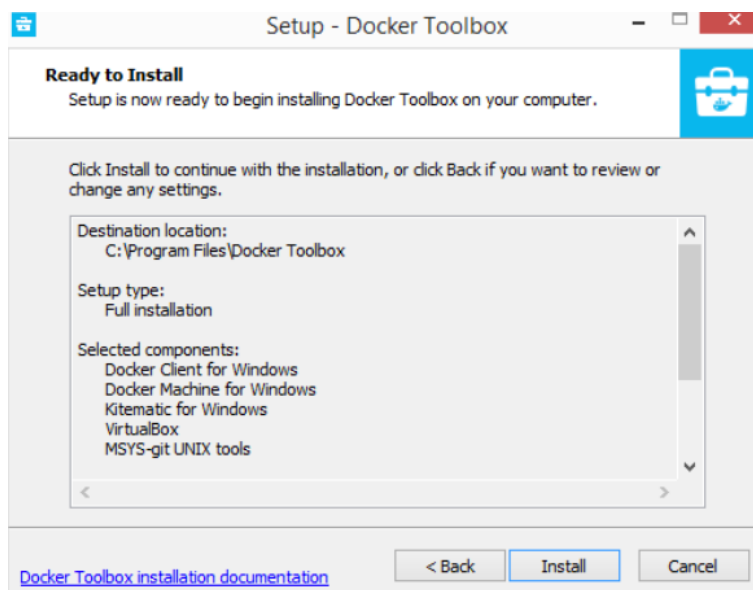 Setup - Docker Toolbox
Ready to Install
Setup is now ready to begin installing Docker Toolbox on your computer.
Click Install to continue with the installation, or click Back if you want to review or
change any settings.
Destination location:
C:\Program Files\Docker Toolbox
Setup type:
Full installation
Selected components:
Docker Client for Windows
Docker Machine for Windows
Kitematic for Windows
VirtualBox
MSYS-git UNIX tools
Docker Toolbox installation documentation
< Back
Install
Cancel